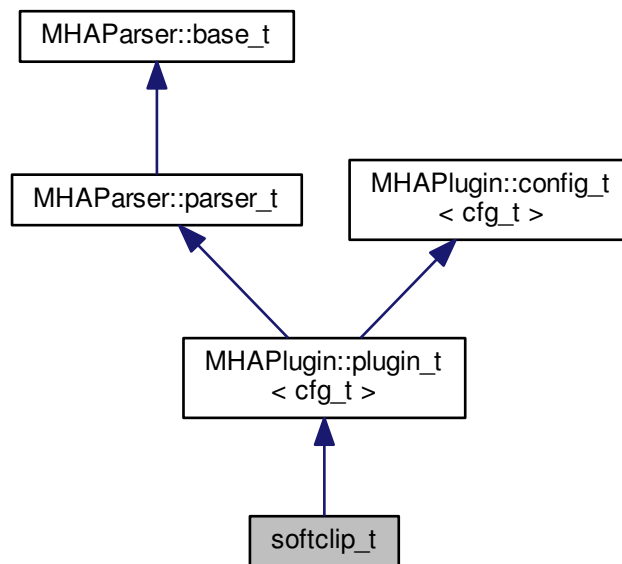 MHAParser::base_t
MHAParser::parser_t
MHAPlugin::config_t
< cfg_t >
MHAPlugin::plugin_t
< cfg_t >
softclip_t